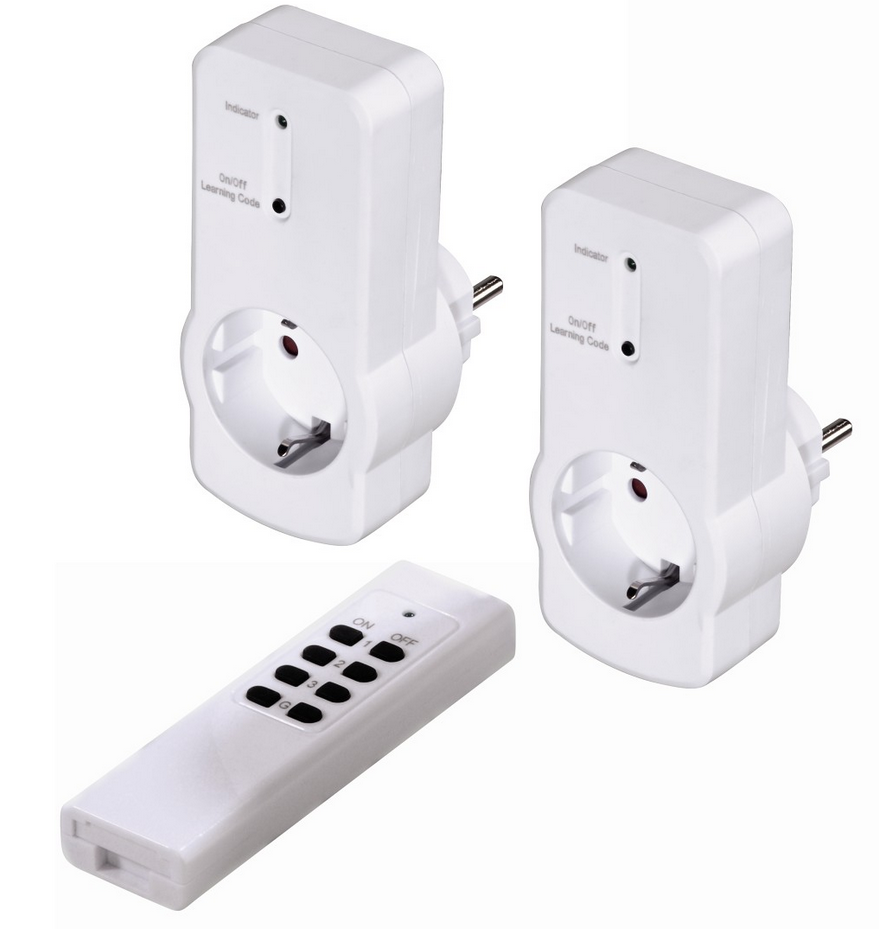 Indicator
On/Off
Learning Code
Indicator
On/Off
Learning Code
ON
OFF
1
2
3
G